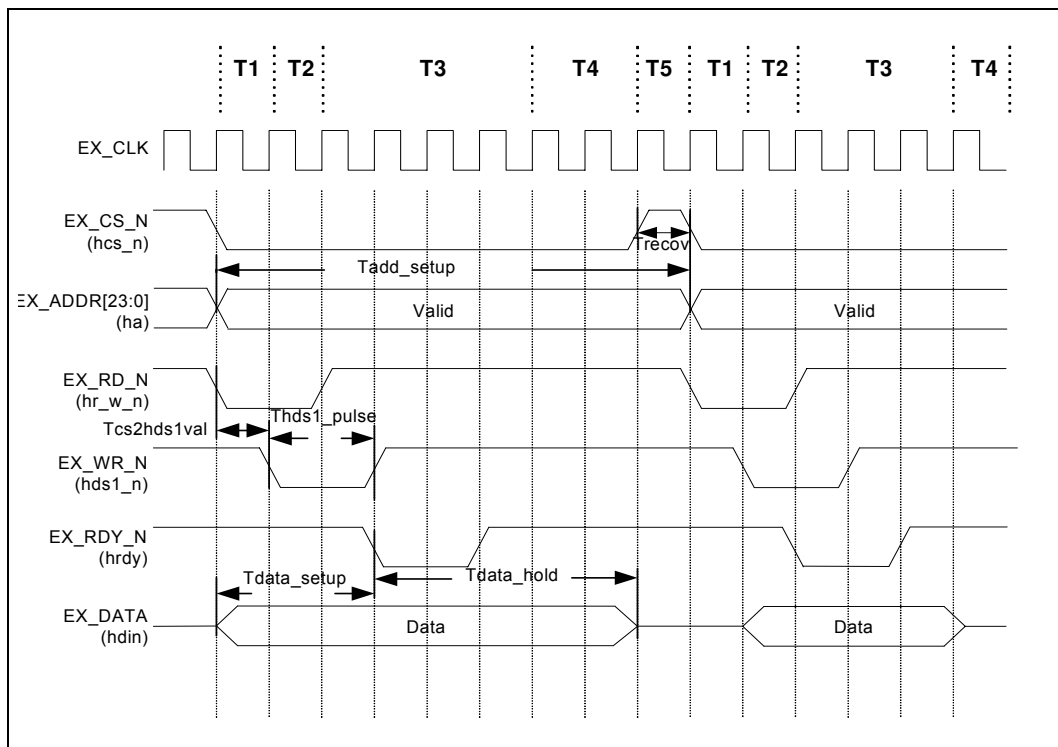 T1 T2 T3 T4 T5 T1 T2 T3 T4
EX_CLK
EX_CS_N
(hcs_n)
Trecov
Tadd_setup
EX_ADDR[23:0]
(ha)
Valid Valid
EX_RD_N
(hr_w_n)
Tcs2hds1val
Thds1_pulse
EX_WR_N
(hds1_n)
EX_RDY_N
(hrdy)
Tdata_setup
Tdata_hold
EX_DATA
(hdin)
Data Data